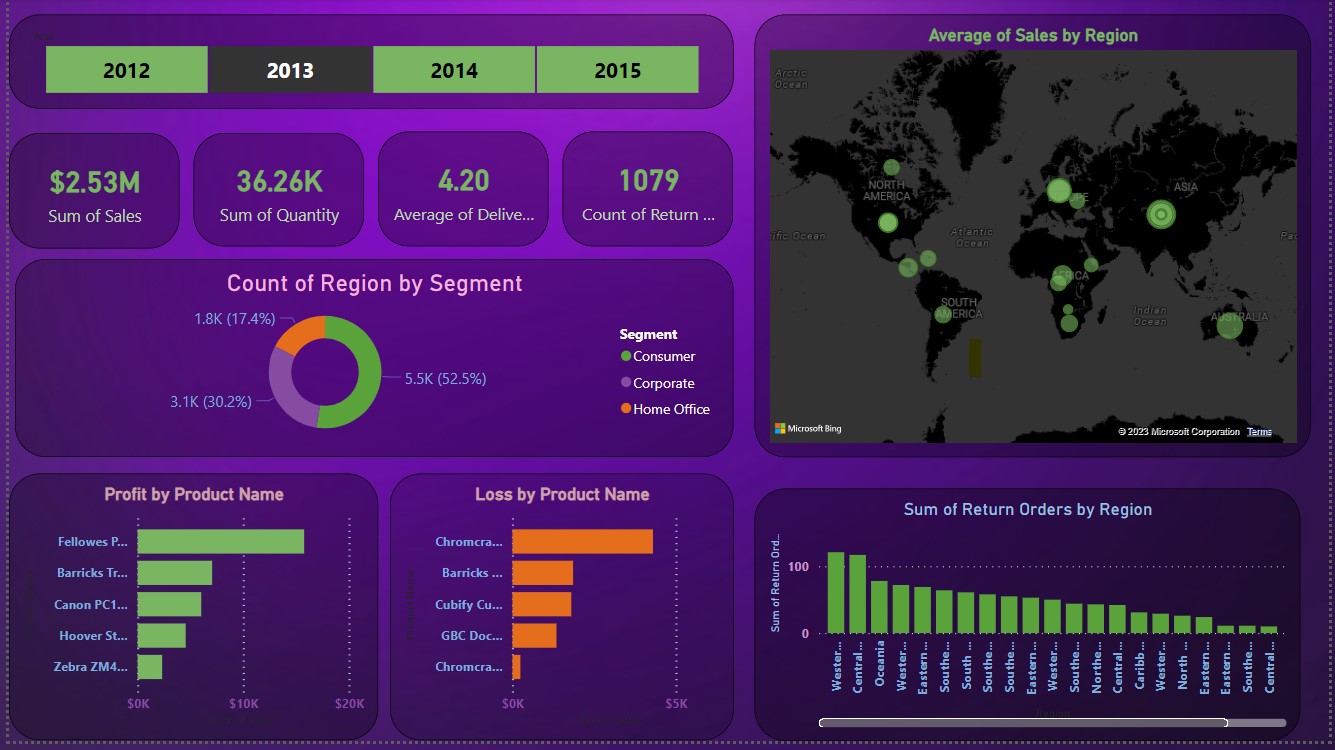 2012
2013
2014
2015
$2.53M
Sum of Sales
36.26K
Sum of Quantity
4.20
Average of Delive...
1079
Count of Return ...
Count of Region by Segment
1.8K (17.4%)
3.1K (30.2%)
5.5K (52.5%)
Segment
Consumer
Corporate
Home Office
Average of Sales by Region
Arctic
Ocean
NORTH
AMERICA
ASIA
ific Ocean
Atlantic
Ocean
Pac
AFRICA
SOUTH
AMERICA
Indian
Ocean
AUSTRALIA
Microsoft Bing
© 2023 Microsoft Corporation
Terms
Profit by Product Name
Fellowes P...
Barricks Tr...
Canon PC1...
Hoover St...
Zebra ZM4...
$0K
$10K
$20K
Loss by Product Name
Chromcra...
Barricks ...
Cubify Cu...
GBC Doc...
Chromcra...
$0K
$5K
Sum of Return Orders by Region
Sum of Return Ord...
100
0
Wester...
Central...
Oceania
Wester...
Eastern...
Southe...
South ...
Southe...
Southe...
Eastern...
Wester...
Southe...
Northe...
Central...
Caribb...
Wester...
North ...
Eastern...
Eastern...
Southe...
Central...
Region